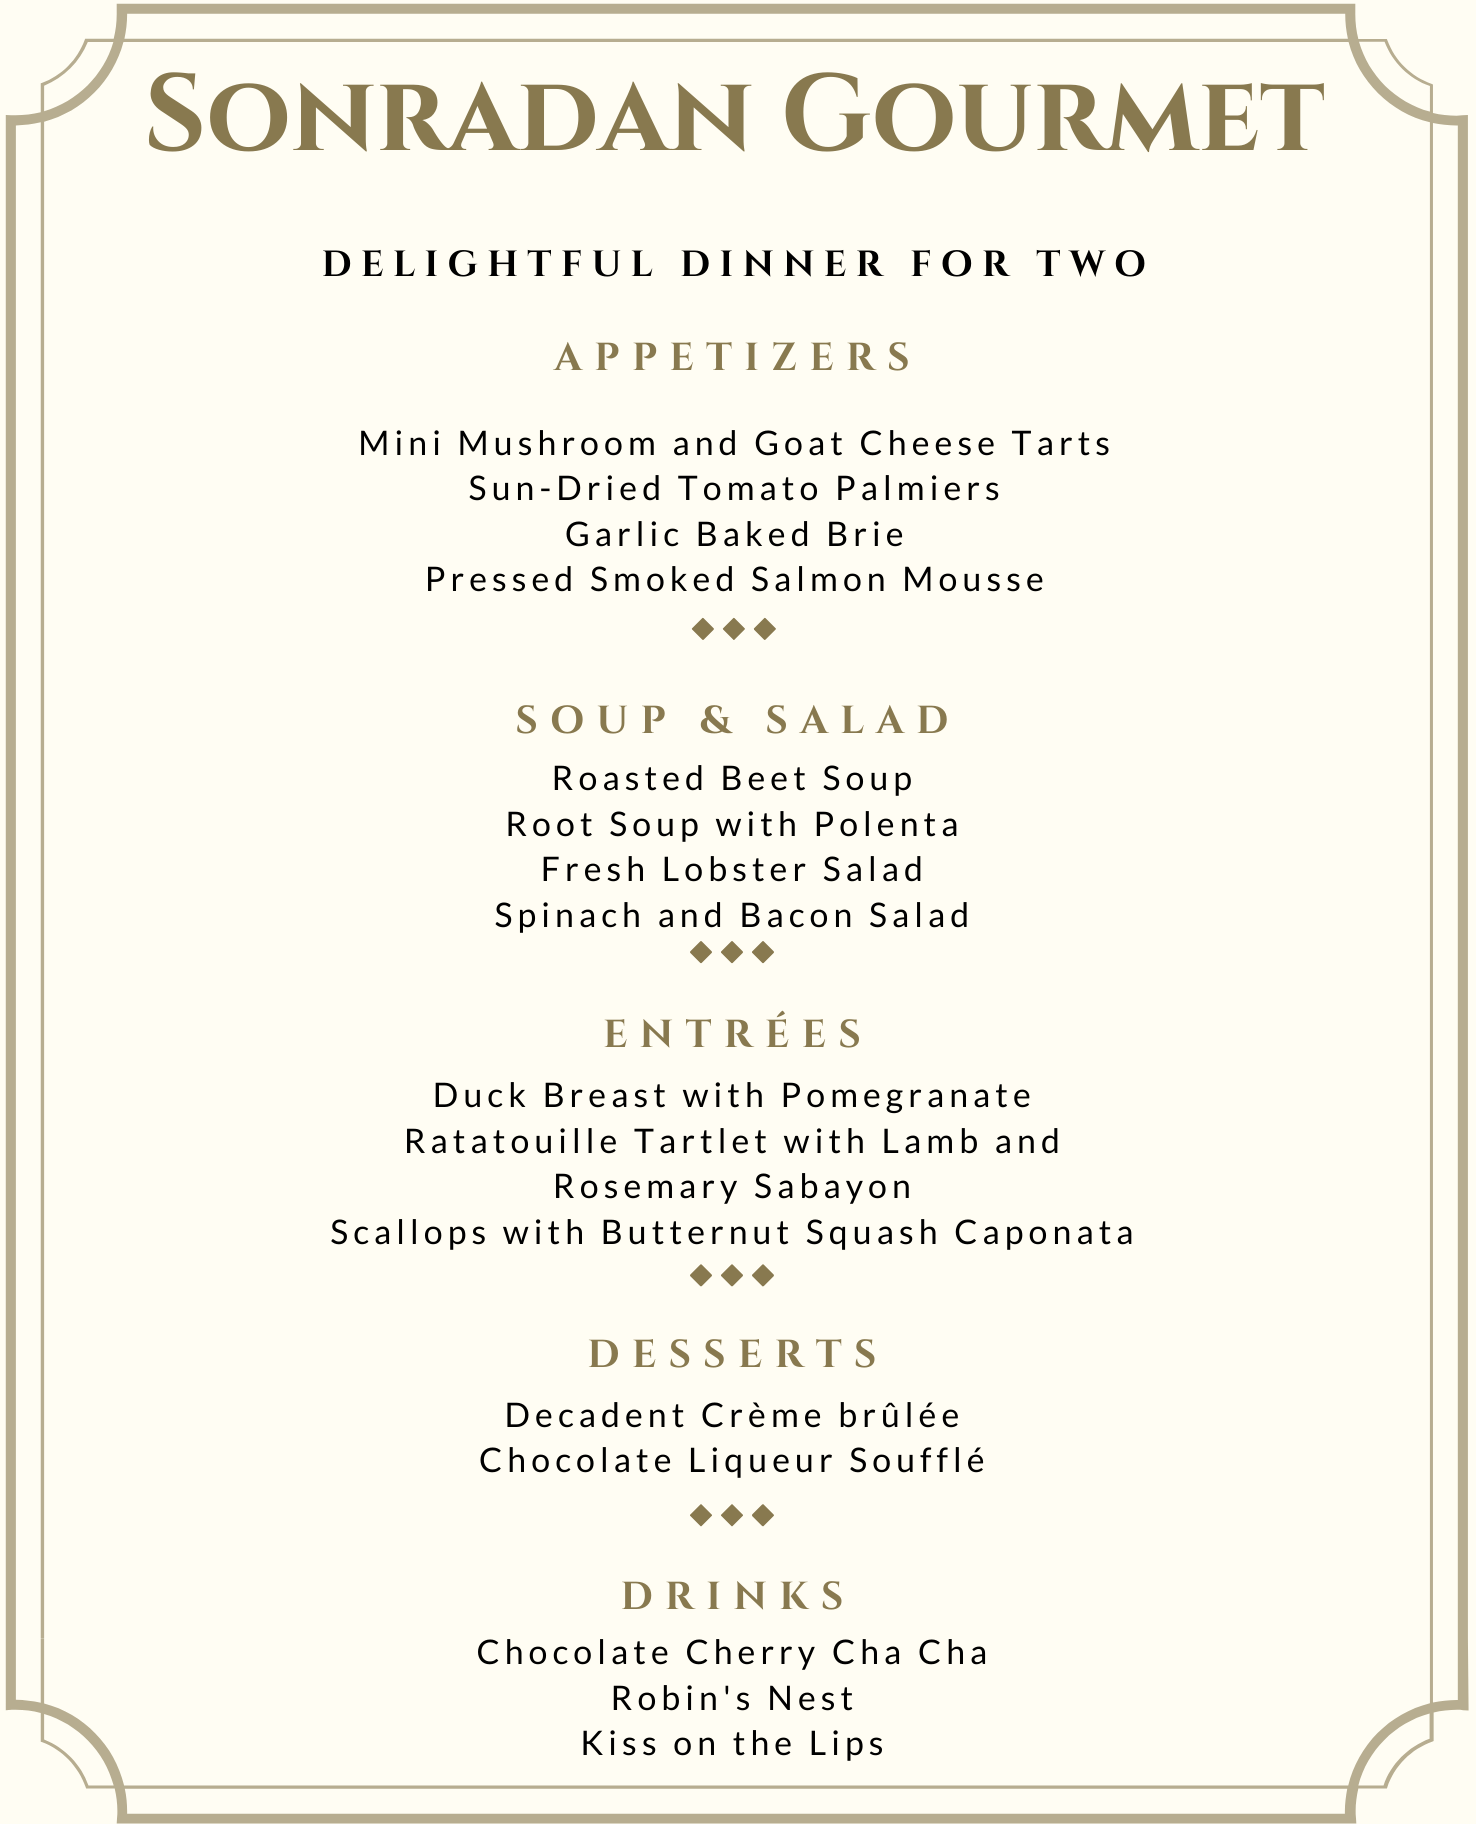 SONRADAN GOURMET
DELIGHTFUL DINNER FOR TWO
APPETIZERS
Mini Mushroom and Goat Cheese Tarts
Sun-Dried Tomato Palmiers
Garlic Baked Brie
Pressed Smoked Salmon Mousse
SOUP & SALAD
Roasted Beet Soup
Root Soup with Polenta
Fresh Lobster Salad
Spinach and Bacon Salad
ENTRÉES
Duck Breast with Pomegranate
Ratatouille Tartlet with Lamb and
Rosemary Sabayon
Scallops with Butternut Squash Caponata
DESSERTS
Decadent Crème brûlée
Chocolate Liqueur Soufflé
DRINKS
Chocolate Cherry Cha Cha
Robin's Nest
Kiss on the Lips